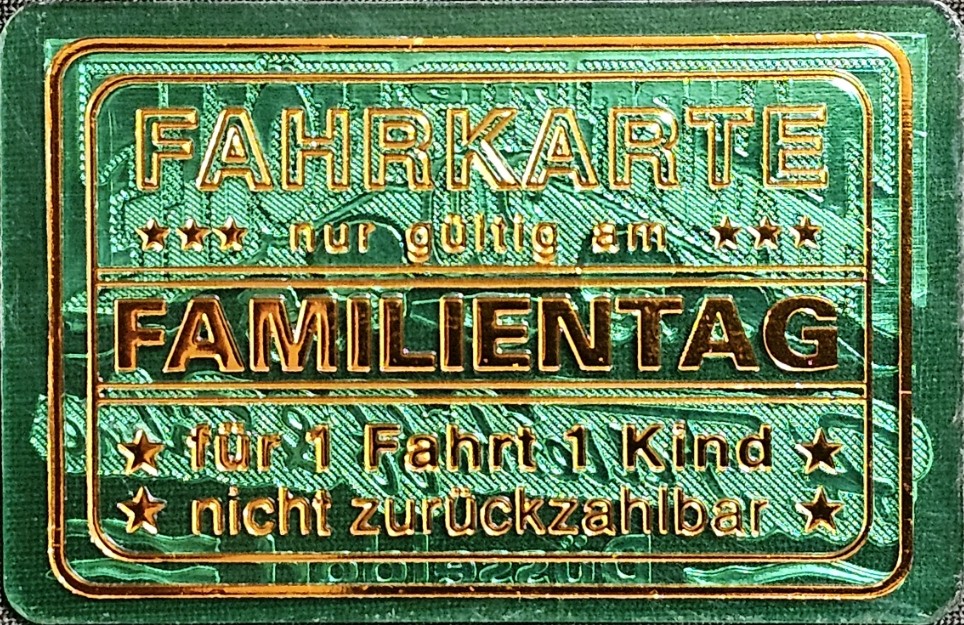 FAHRKARTE
★★★ nur gültig am ★★★
FAMILIENTAG
★ für 1 Fahrt 1 Kind ★
★ nicht zurückzahlbar ★